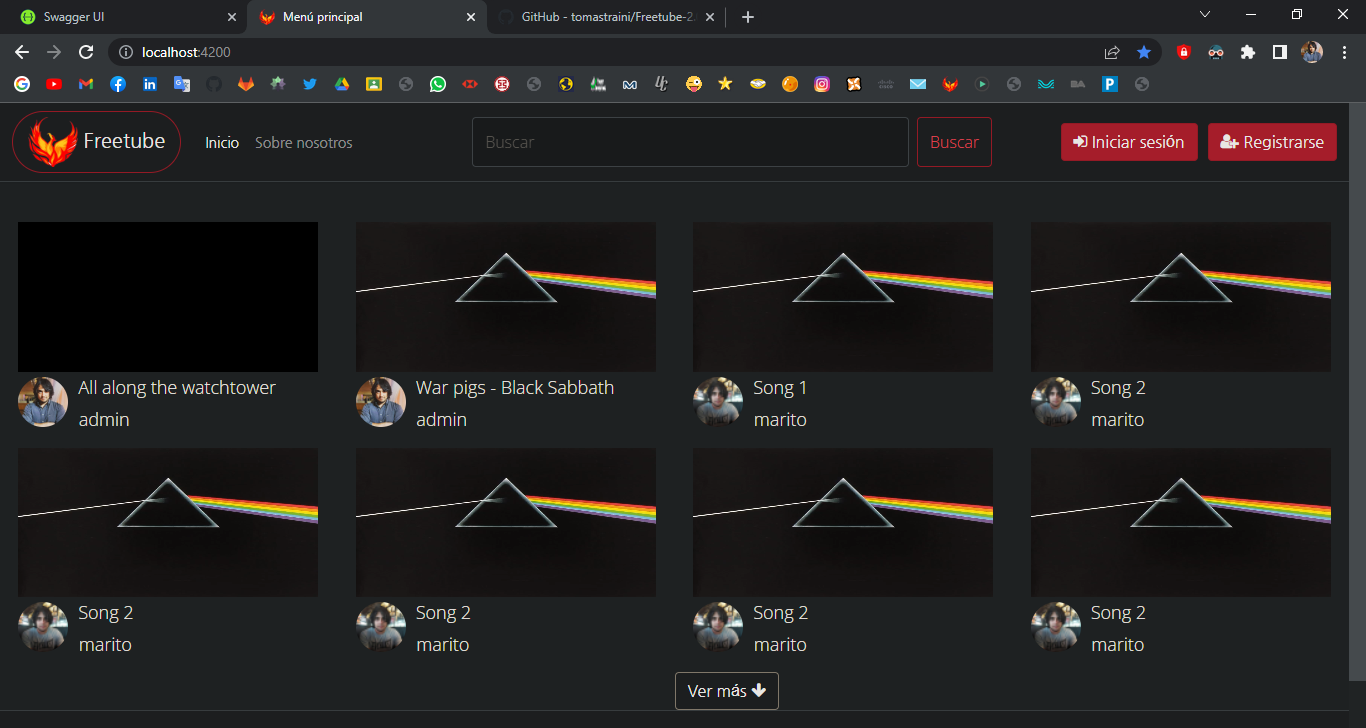 Swagger UI
Menú principal
GitHub - tomastraini/Freetube-2.
localhost:4200
Freetube
Inicio
Sobre nosotros
Buscar
Buscar
Iniciar sesión
Registrarse
All along the watchtower
admin
War pigs - Black Sabbath
admin
Song 1
marito
Song 2
marito
Song 2
marito
Song 2
marito
Song 2
marito
Song 2
marito
Ver más